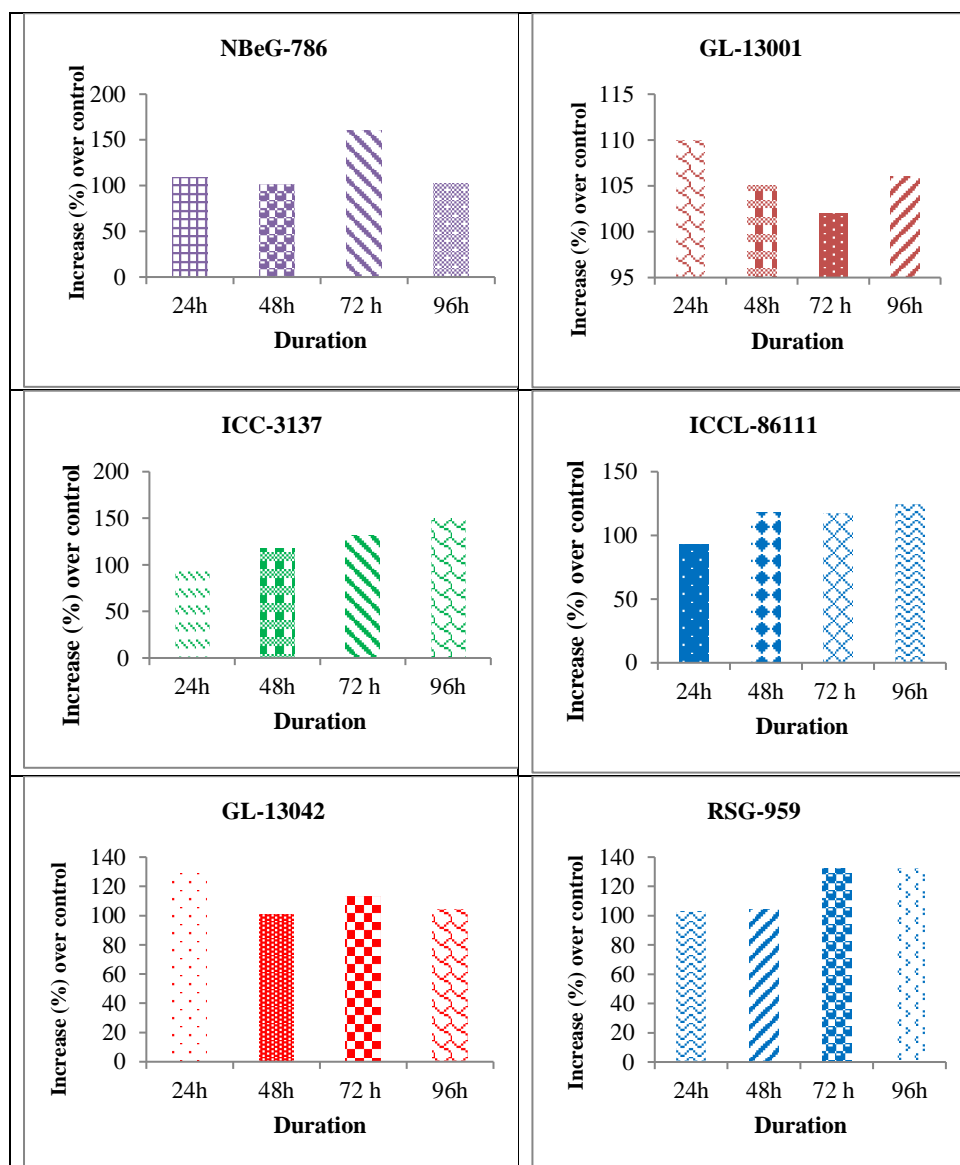 NBeG-786
Increase (%) over control
200
150
100
50
0
24h 48h 72 h 96h
Duration
GL-13001
Increase (%) over control
115
110
105
100
95
24h 48h 72 h 96h
Duration
ICC-3137
Increase (%) over control
200
150
100
50
0
24h 48h 72 h 96h
Duration
ICCL-86111
Increase (%) over control
150
100
50
0
24h 48h 72 h 96h
Duration
GL-13042
Increase (%) over control
140
120
100
80
60
40
20
0
24h 48h 72 h 96h
Duration
RSG-959
Increase (%) over control
140
120
100
80
60
40
20
0
24h 48h 72 h 96h
Duration